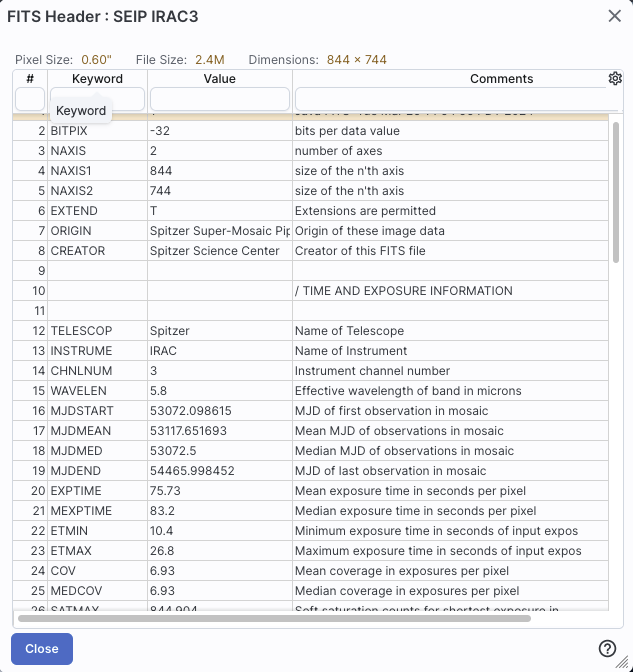 FITS Header : SEIP IRAC3
Pixel Size: 0.60" File Size: 2.4M Dimensions: 844 × 744
# Keyword Value Comments
Keyword
2 BITPIX -32 bits per data value
3 NAXIS 2 number of axes
4 NAXIS1 844 size of the n'th axis
5 NAXIS2 744 size of the n'th axis
6 EXTEND T Extensions are permitted
7 ORIGIN Spitzer Super-Mosaic Pip Origin of these image data
8 CREATOR Spitzer Science Center Creator of this FITS file
9
10 / TIME AND EXPOSURE INFORMATION
11
12 TELESCOP Spitzer Name of Telescope
13 INSTRUME IRAC Name of Instrument
14 CHNLNUM 3 Instrument channel number
15 WAVELEN 5.8 Effective wavelength of band in microns
16 MJDSTART 53072.098615 MJD of first observation in mosaic
17 MJDMEAN 53117.651693 Mean MJD of observations in mosaic
18 MJDMED 53072.5 Median MJD of observations in mosaic
19 MJDEND 54465.998452 MJD of last observation in mosaic
20 EXPTIME 75.73 Mean exposure time in seconds per pixel
21 MEXPTIME 83.2 Median exposure time in seconds per pixel
22 ETMIN 10.4 Minimum exposure time in seconds of input expos
23 ETMAX 26.8 Maximum exposure time in seconds of input expos
24 COV 6.93 Mean coverage in exposures per pixel
25 MEDCOV 6.93 Median coverage in exposures per pixel
26 SATMAX 844.904 Soft saturation counts for shortest exposure in
Close